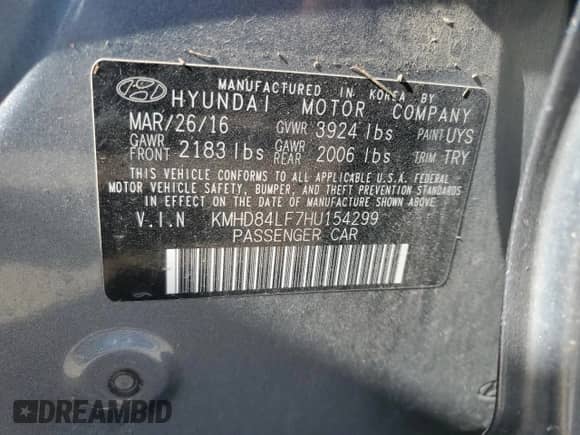 MANUFACTURED IN KOREA BY
HYUNDAI MOTOR COMPANY
MAR/26/16 GVWR 3924 lbs PAINT UYS
GAWR FRONT 2183 lbs GAWR REAR 2006 lbs TRIM TRY
THIS VEHICLE CONFORMS TO ALL APPLICABLE U.S.A. FEDERAL
MOTOR VEHICLE SAFETY, BUMPER, AND THEFT PREVENTION STANDARDS
IN EFFECT ON THE DATE OF MANUFACTURE SHOWN ABOVE.
V.I.N KMHD84LF7HU154299
PASSENGER CAR
DREAMBID